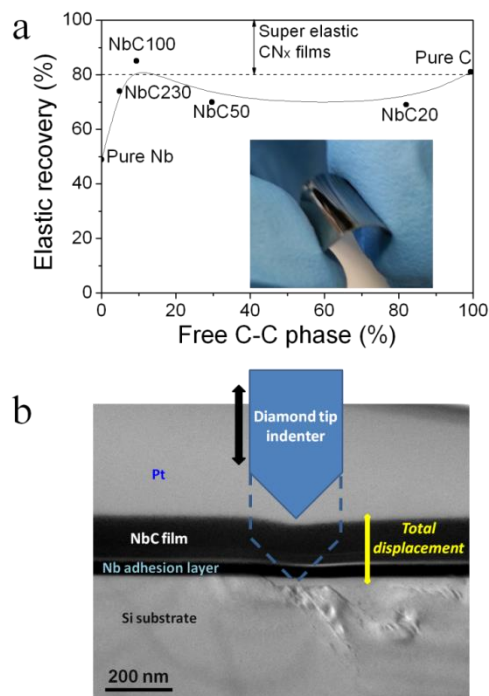 a
100
80
60
40
20
0
Elastic recovery (%)
NbC100
Super elastic
CNx films
Pure C
NbC230
NbC50
NbC20
Pure Nb
0 20 40 60 80 100
Free C-C phase (%)
b
Diamond tip
indenter
Pt
NbC film
Total
displacement
Nb adhesion layer
Si substrate
200 nm